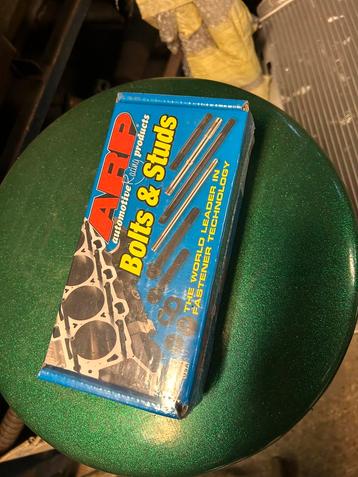 ARP
automotive Racing products
Bolts & Studs
THE WORLD LEADER IN
FASTENER TECHNOLOGY